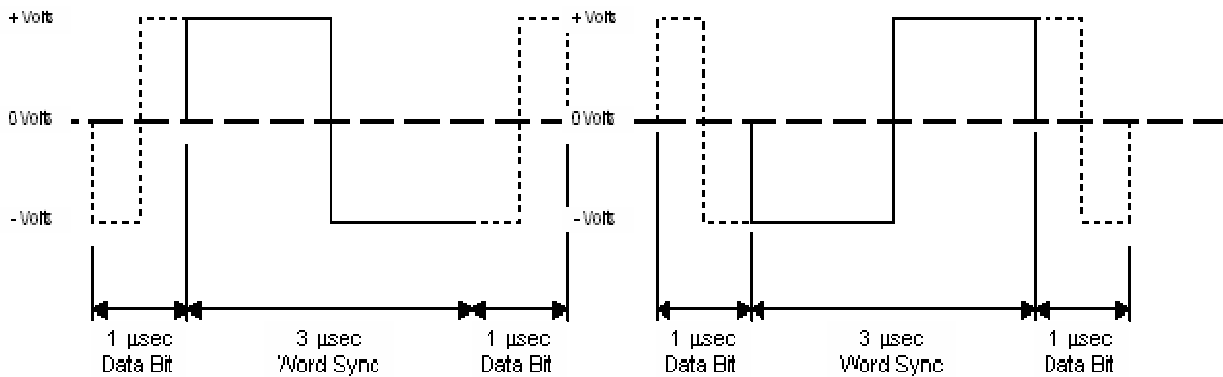 + Volts
0 Volts
- Volts
1 µsec
Data Bit
3 µsec
Word Sync
1 µsec
Data Bit
+ Volts
0 Volts
- Volts
1 µsec
Data Bit
3 µsec
Word Sync
1 µsec
Data Bit